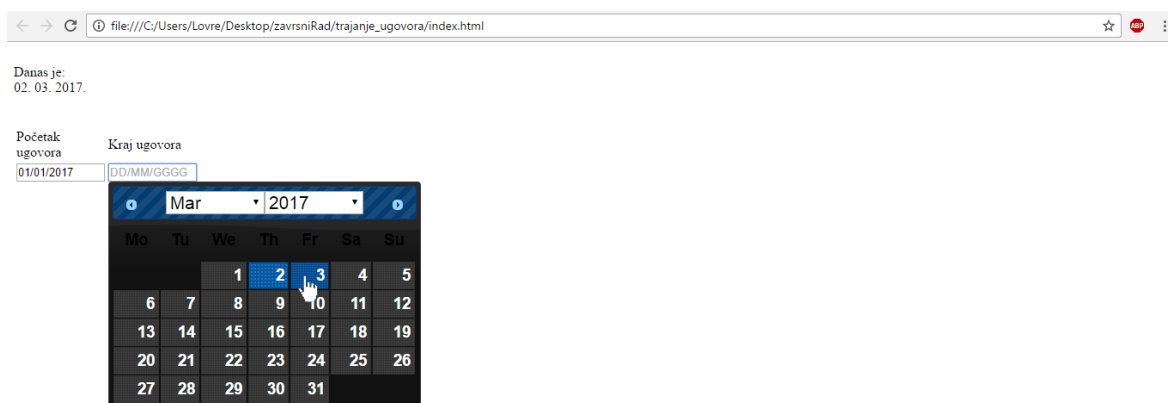 file:///C:/Users/Lovre/Desktop/zavrsniRad/trajanje_ugovora/index.html
ABP
Danas je:
02. 03. 2017.
Početak
ugovora
Kraj ugovora
01/01/2017
DD/MM/GGGG
Mar 2017
Mo Tu We Th Fr Sa Su
1 2 3 4 5
6 7 8 9 10 11 12
13 14 15 16 17 18 19
20 21 22 23 24 25 26
27 28 29 30 31